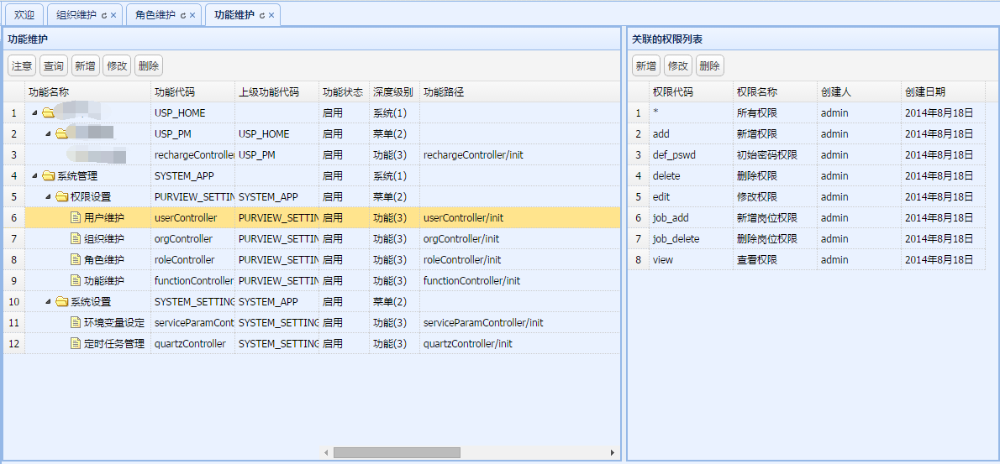 欢迎 组织维护 角色维护 功能维护
功能维护
注意 查询 新增 修改 删除
功能名称 功能代码 上级功能代码 功能状态 深度级别 功能路径
1 USP_HOME 启用 系统(1)
2 USP_PM USP_HOME 启用 菜单(2)
3 rechargeController USP_PM 启用 功能(3) rechargeController/init
4 系统管理 SYSTEM_APP 启用 系统(1)
5 权限设置 PURVIEW_SETTIN SYSTEM_APP 启用 菜单(2)
6 用户维护 userController PURVIEW_SETTIN 启用 功能(3) userController/init
7 组织维护 orgController PURVIEW_SETTIN 启用 功能(3) orgController/init
8 角色维护 roleController PURVIEW_SETTIN 启用 功能(3) roleController/init
9 功能维护 functionController PURVIEW_SETTIN 启用 功能(3) functionController/init
10 系统设置 SYSTEM_SETTING SYSTEM_APP 启用 菜单(2)
11 环境变量设定 serviceParamCont SYSTEM_SETTING 启用 功能(3) serviceParamController/init
12 定时任务管理 quartzController SYSTEM_SETTING 启用 功能(3) quartzController/init
关联的权限列表
新增 修改 删除
权限代码 权限名称 创建人 创建日期
1 * 所有权限 admin 2014年8月18日
2 add 新增权限 admin 2014年8月18日
3 def_pswd 初始密码权限 admin 2014年8月18日
4 delete 删除权限 admin 2014年8月18日
5 edit 修改权限 admin 2014年8月18日
6 job_add 新增岗位权限 admin 2014年8月18日
7 job_delete 删除岗位权限 admin 2014年8月18日
8 view 查看权限 admin 2014年8月18日